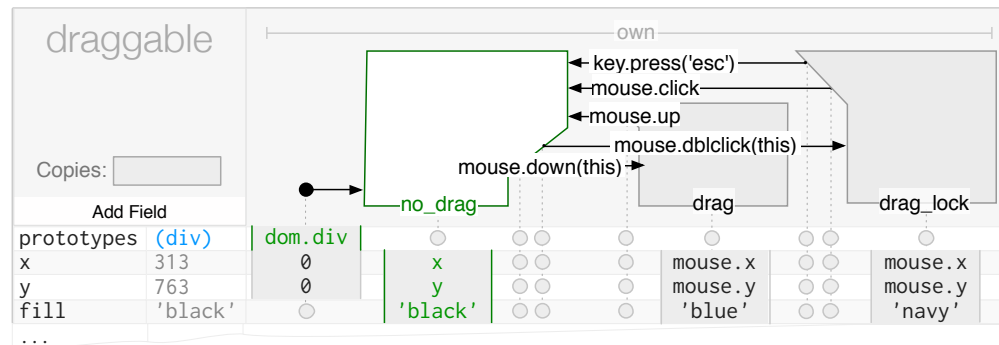 draggable
own
key.press('esc')
mouse.click
mouse.up
mouse.dblclick(this)
mouse.down(this)
Copies:
no_drag
drag
drag_lock
Add Field
prototypes (div) dom.div
x 313 0 x mouse.x mouse.x
y 763 0 y mouse.y mouse.y
fill 'black' 'black' 'blue' 'navy'
...